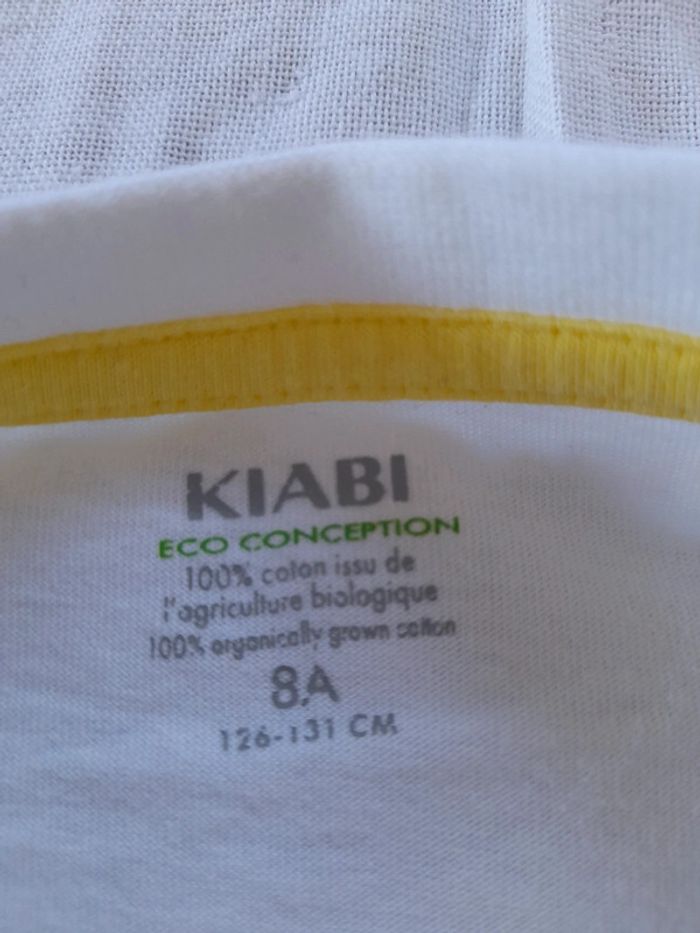 KIABI
ECO CONCEPTION
100% coton issu de
l'agriculture biologique
100% organically grown cotton
8A
126-131 CM